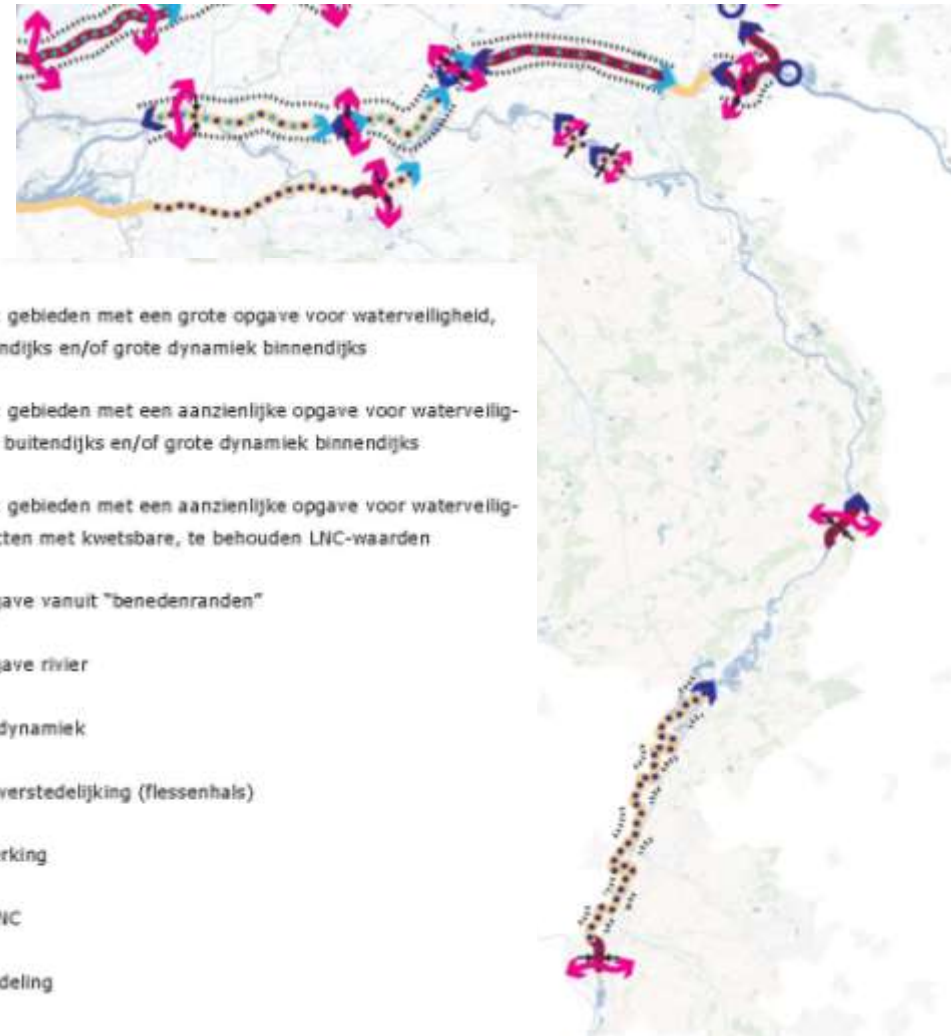 gebieden met een grote opgave voor waterveiligheid,
ndijks en/of grote dynamiek binnendijks
gebieden met een aanzienlijke opgave voor waterveilig-
buitendijks en/of grote dynamiek binnendijks
gebieden met een aanzienlijke opgave voor waterveilig-
tten met kwetsbare, te behouden LNC-waarden
gave vanuit "benedenranden"
gave rivier
dynamiek
verstedelijking (flessenhals)
erking
NC
deling